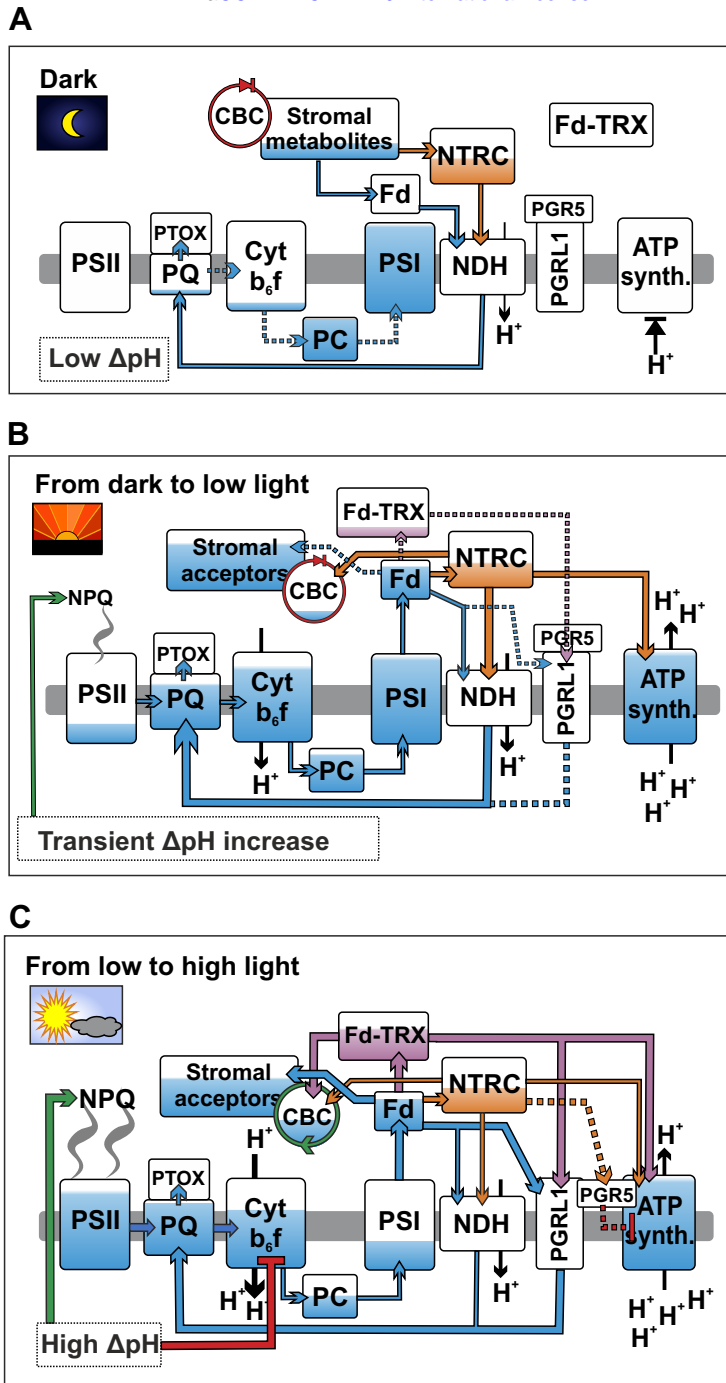 A
Dark
CBC
Stromal
metabolites
Fd-TRX
NTRC
Fd
PGR5
PTOX
PSII
PQ
Cyt
b₆f
PSI
NDH
PGRL1
ATP
synth.
PC
H⁺
H⁺
Low ΔpH
B
From dark to low light
Fd-TRX
Stromal
acceptors
NTRC
CBC
Fd
NPQ
H⁺
H⁺
PGR5
PTOX
PSII
PQ
Cyt
b₆f
PSI
NDH
PGRL1
ATP
synth.
PC
H⁺
H⁺
H⁺
H⁺
H⁺
Transient ΔpH increase
C
From low to high light
Fd-TRX
Stromal
acceptors
NTRC
NPQ
CBC
Fd
H⁺
H⁺
PTOX
PGR5
PSII
PQ
Cyt
b₆f
PSI
NDH
PGRL1
ATP
synth.
PC
H⁺
H⁺
H⁺
H⁺
H⁺
H⁺
H⁺
High ΔpH